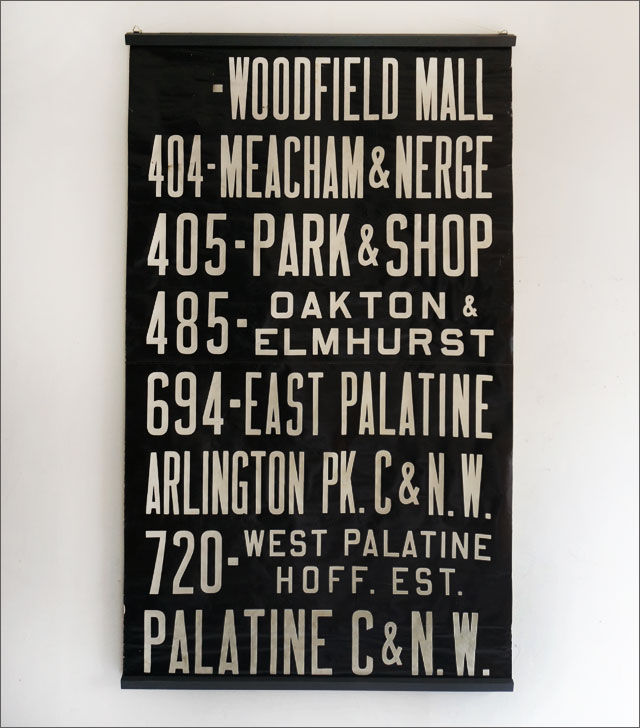 -WOODFIELD MALL
404-MEACHAM & NERGE
405-PARK & SHOP
485-OAKTON &
ELMHURST
694-EAST PALATINE
ARLINGTON PK. C & N.W.
720-WEST PALATINE
HOFF. EST.
PALATINE C & N.W.